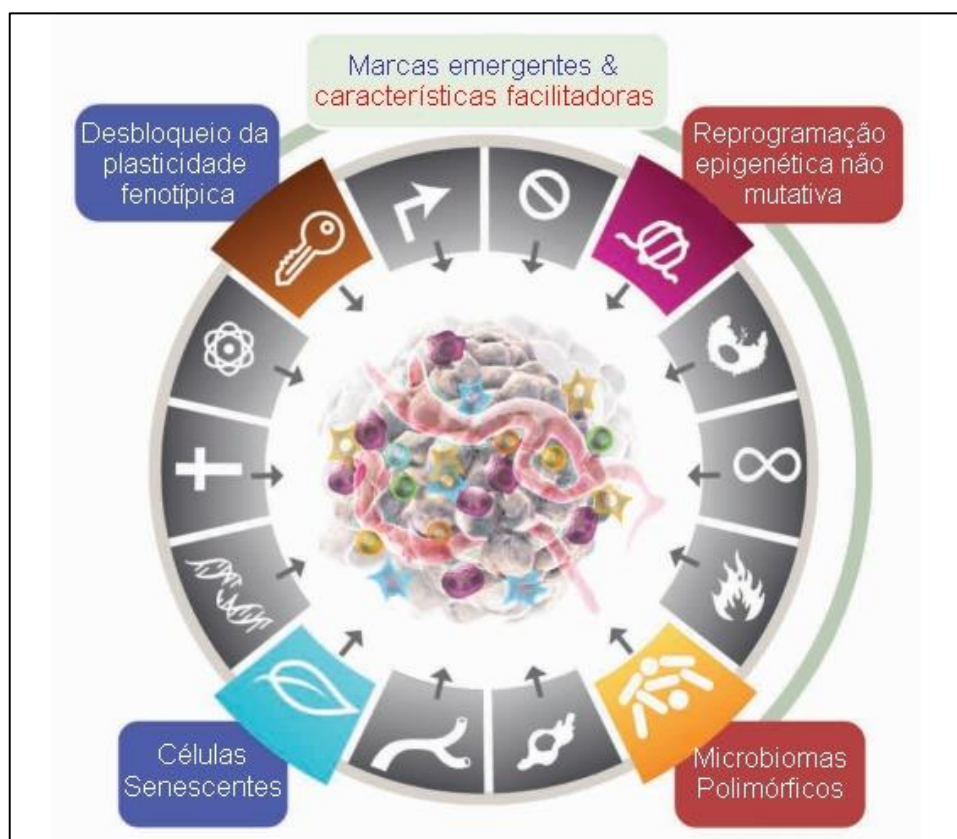 Marcas emergentes &
características facilitadoras
Desbloqueio da
plasticidade
fenotípica
Reprogramação
epigenética não
mutativa
Células
Senescentes
Microbiomas
Polimórficos